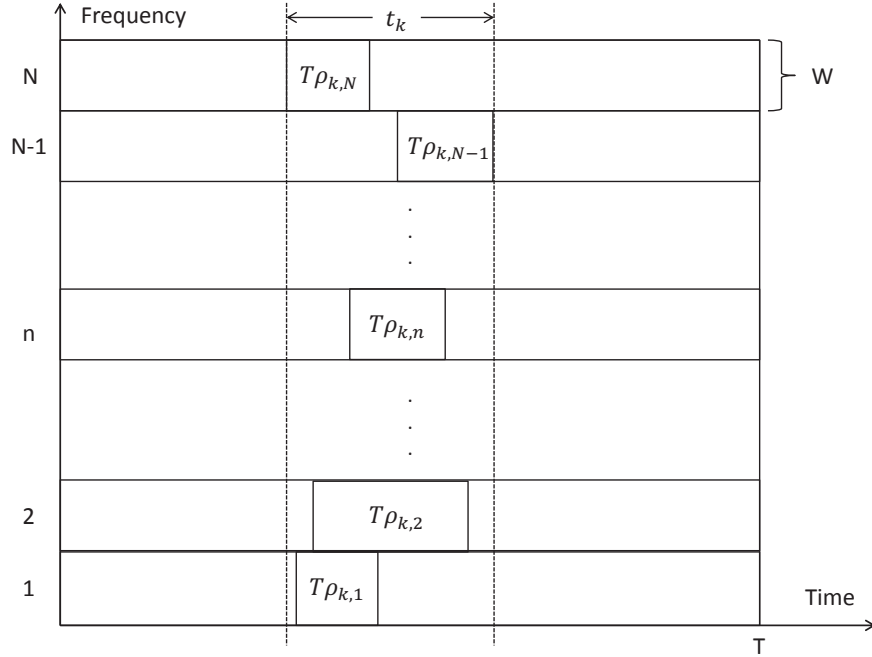 Frequency
t_k
N
Tρ_{k,N}
W
N-1
Tρ_{k,N−1}
.
.
.
n
Tρ_{k,n}
.
.
.
2
Tρ_{k,2}
1
Tρ_{k,1}
Time
T